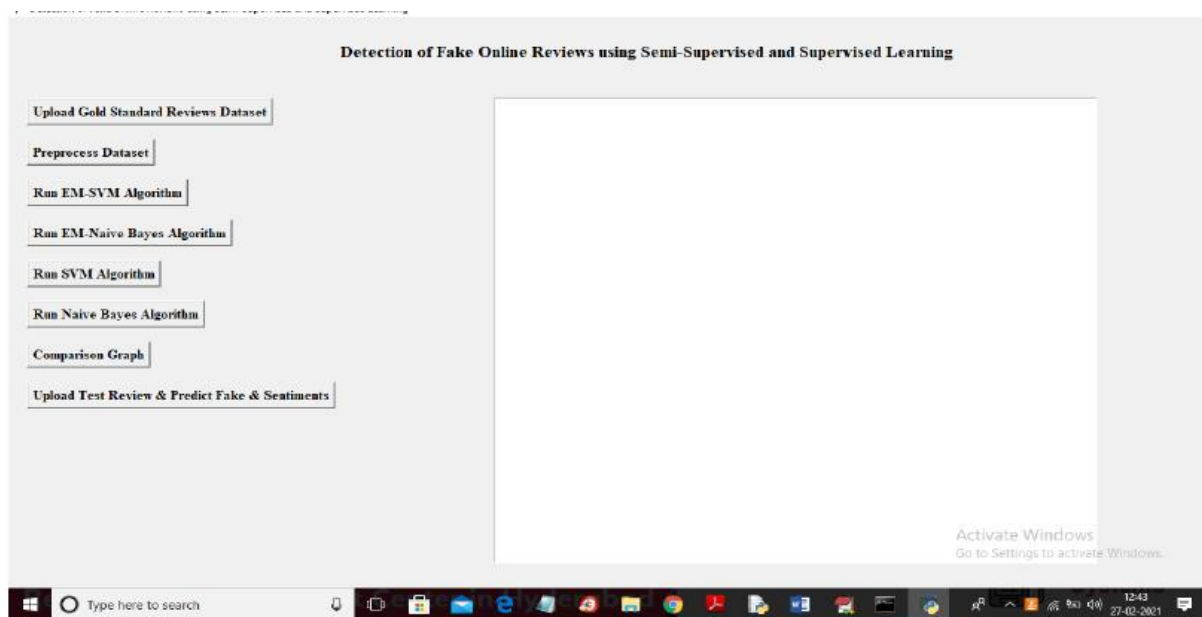 Detection of Fake Online Reviews using Semi-Supervised and Supervised Learning
Upload Gold Standard Reviews Dataset
Preprocess Dataset
Run EM-SVM Algorithm
Run EM-Naive Bayes Algorithm
Run SVM Algorithm
Run Naive Bayes Algorithm
Comparison Graph
Upload Test Review & Predict Fake & Sentiments
Activate Windows
Go to Settings to activate Windows.
Type here to search
12:43
27-02-2021